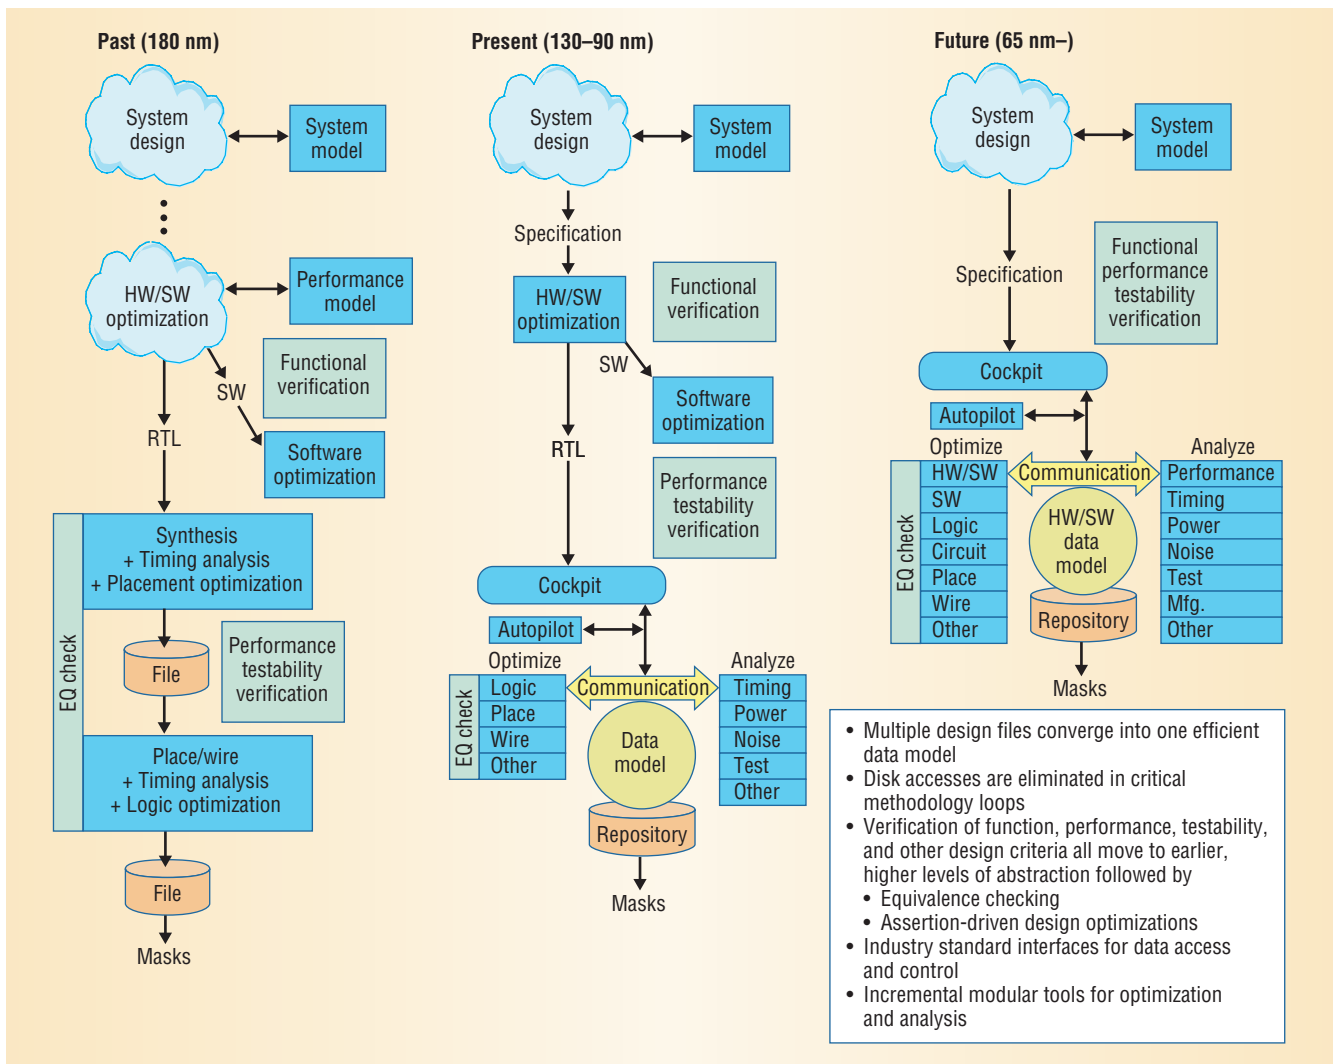 Past (180 nm)
System
design
System
model
HW/SW
optimization
Performance
model
Functional
verification
SW
RTL
Software
optimization
EQ check
Synthesis
+ Timing analysis
+ Placement optimization
File
Performance
testability
verification
Place/wire
+ Timing analysis
+ Logic optimization
File
Masks
Present (130–90 nm)
System
design
System
model
Specification
HW/SW
optimization
Functional
verification
SW
Software
optimization
RTL
Performance
testability
verification
Cockpit
Autopilot
Optimize
Analyze
EQ check
Logic
Place
Wire
Other
Communication
Data
model
Repository
Timing
Power
Noise
Test
Other
Masks
Future (65 nm–)
System
design
System
model
Specification
Functional
performance
testability
verification
Cockpit
Autopilot
Optimize
Analyze
EQ check
HW/SW
SW
Logic
Circuit
Place
Wire
Other
Communication
HW/SW
data
model
Repository
Performance
Timing
Power
Noise
Test
Mfg.
Other
Masks
• Multiple design files converge into one efficient
data model
• Disk accesses are eliminated in critical
methodology loops
• Verification of function, performance, testability,
and other design criteria all move to earlier,
higher levels of abstraction followed by
• Equivalence checking
• Assertion-driven design optimizations
• Industry standard interfaces for data access
and control
• Incremental modular tools for optimization
and analysis